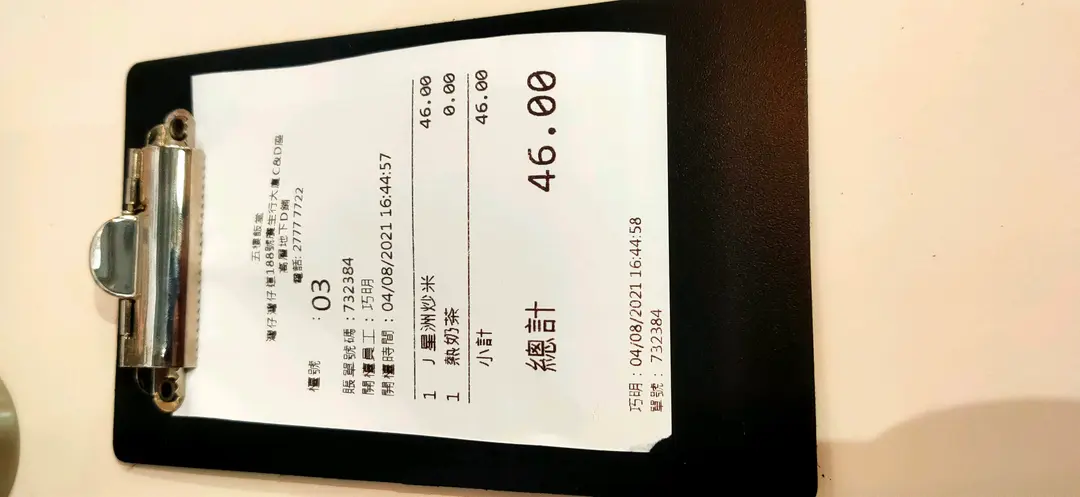 五樓飯堂
灣仔灣仔道188號廣生行大廈C&D座
高層地下D鋪
電話: 2777 7722
檯號 : 03
賬單號碼 : 732384
開檯員工 : 巧明
開檯時間 : 04/08/2021 16:44:57
1 J 星洲炒米 46.00
1 熱奶茶 0.00
小計 46.00
總計 46.00
巧明 : 04/08/2021 16:44:58
單號 : 732384